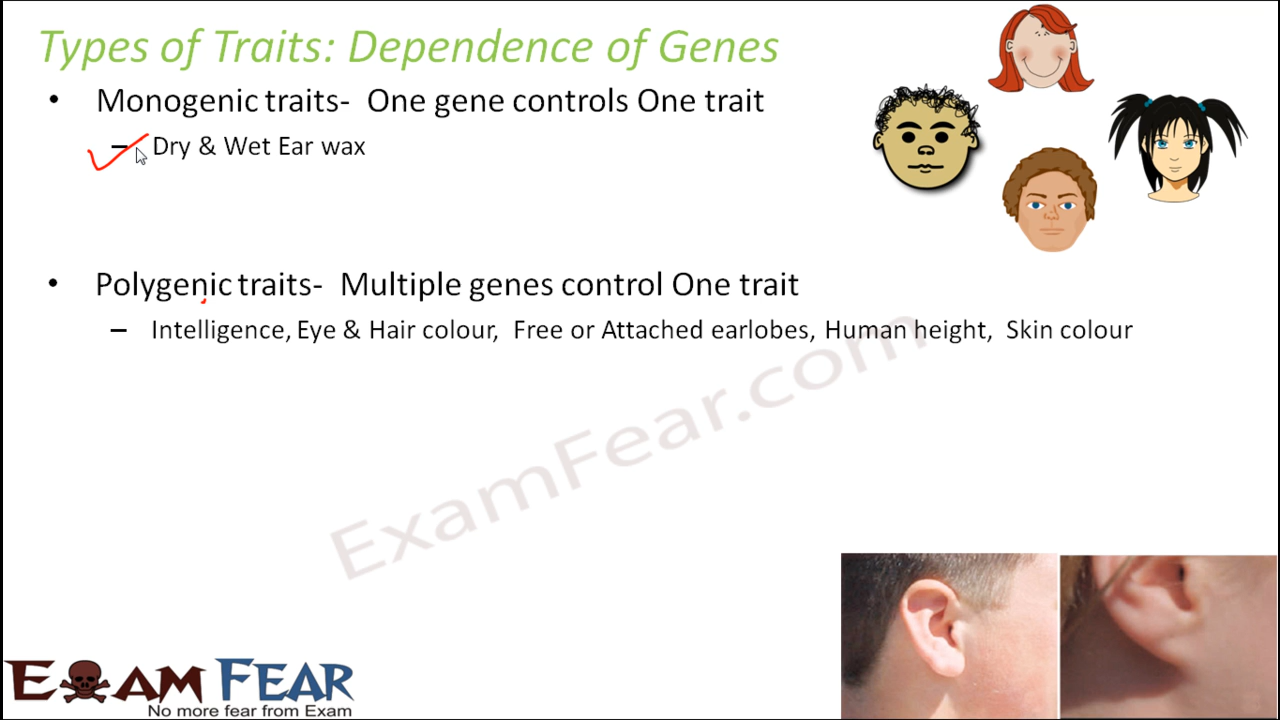 Types of Traits: Dependence of Genes
• Monogenic traits- One gene controls One trait
– Dry & Wet Ear wax
• Polygenic traits- Multiple genes control One trait
– Intelligence, Eye & Hair colour, Free or Attached earlobes, Human height, Skin colour
ExamFear.com
EXAM FEAR
No more fear from Exam